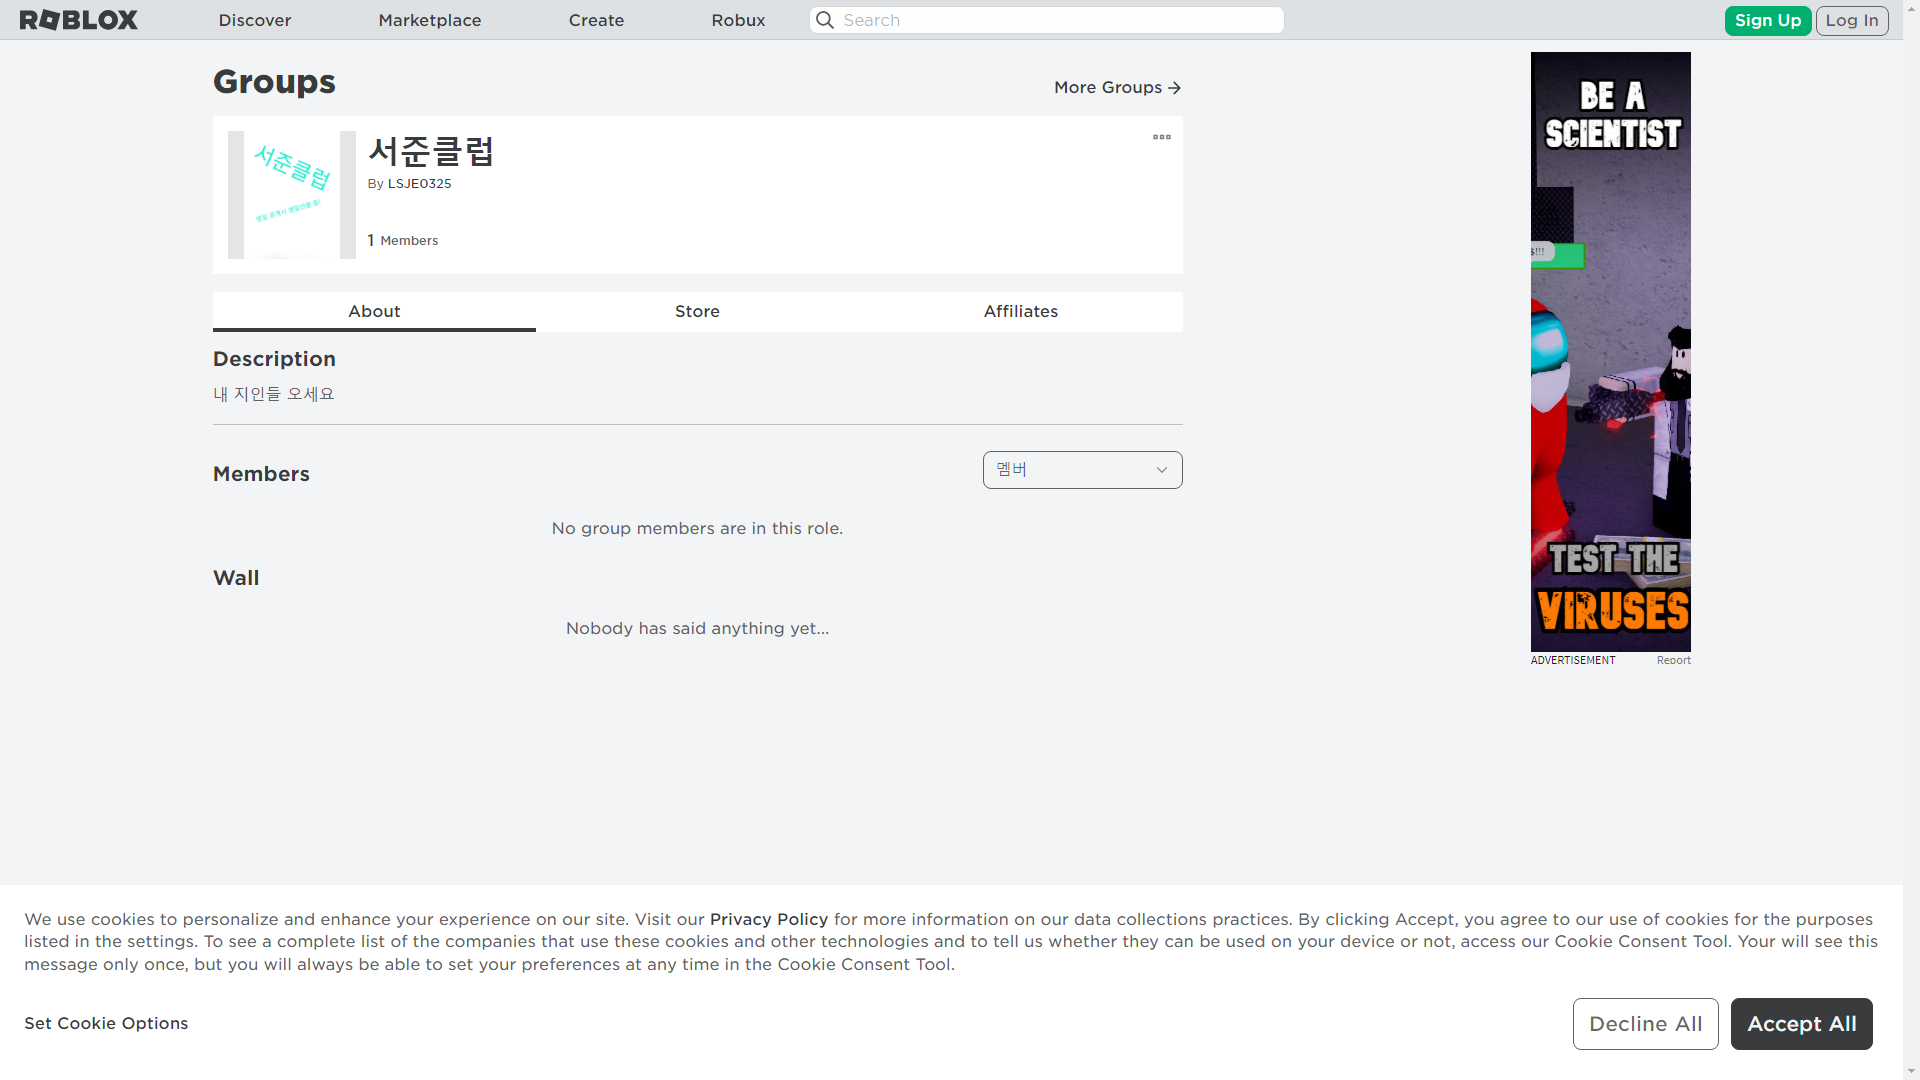 ROBLOX
Discover
Marketplace
Create
Robux
Search
Sign Up
Log In
Groups
More Groups
서준클럽
서준클럽
By LSJE0325
1 Members
About
Store
Affiliates
Description
내 지인들 오세요
Members
멤버
No group members are in this role.
Wall
Nobody has said anything yet...
BE A
SCIENTIST
TEST THE
VIRUSES
ADVERTISEMENT
Report
We use cookies to personalize and enhance your experience on our site. Visit our Privacy Policy for more information on our data collections practices. By clicking Accept, you agree to our use of cookies for the purposes
listed in the settings. To see a complete list of the companies that use these cookies and other technologies and to tell us whether they can be used on your device or not, access our Cookie Consent Tool. Your will see this
message only once, but you will always be able to set your preferences at any time in the Cookie Consent Tool.
Set Cookie Options
Decline All
Accept All